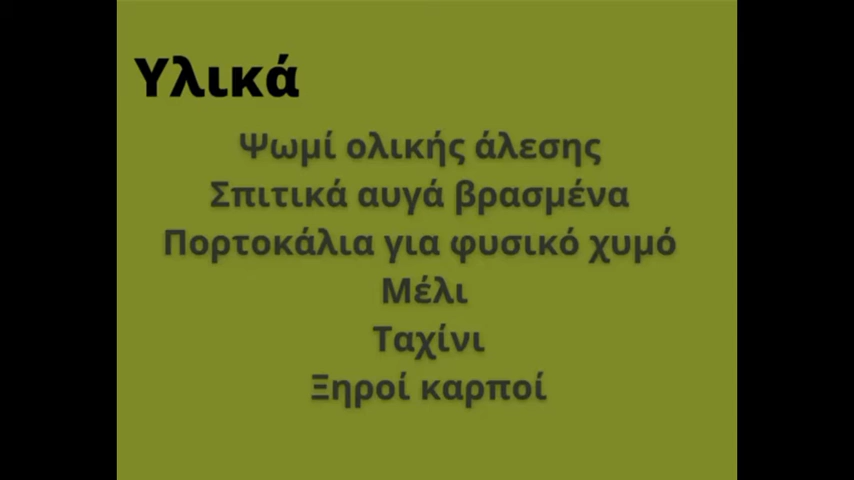 Υλικά
Ψωμί ολικής άλεσης
Σπιτικά αυγά βρασμένα
Πορτοκάλια για φυσικό χυμό
Μέλι
Ταχίνι
Ξηροί καρποί